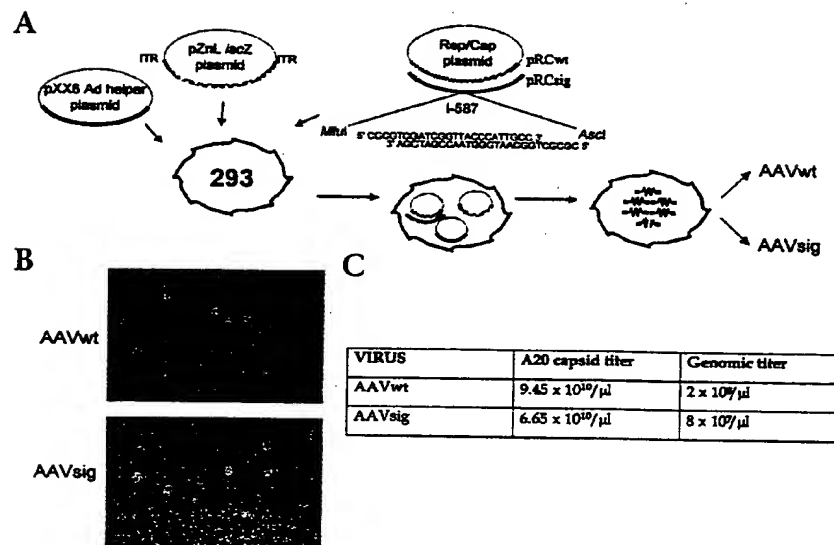 A
pZnL lacZ
plasmid
ITR
ITR
pXX6 Ad helper
plasmid
Rep/Cap
plasmid
pRCwt
pRCsig
I-587
MluI
AscI
5' CGCGTCGATCGGTTACCCATTGCC 3'
3' AGCTAGCCAATGGGTAACGGTCGCGC 5'
293
AAVwt
AAVsig
B
AAVwt
AAVsig
C
VIRUS A20 capsid titer Genomic titer
AAVwt 9.45 x 10¹⁰/µl 2 x 10⁸/µl
AAVsig 6.65 x 10¹⁰/µl 8 x 10⁷/µl